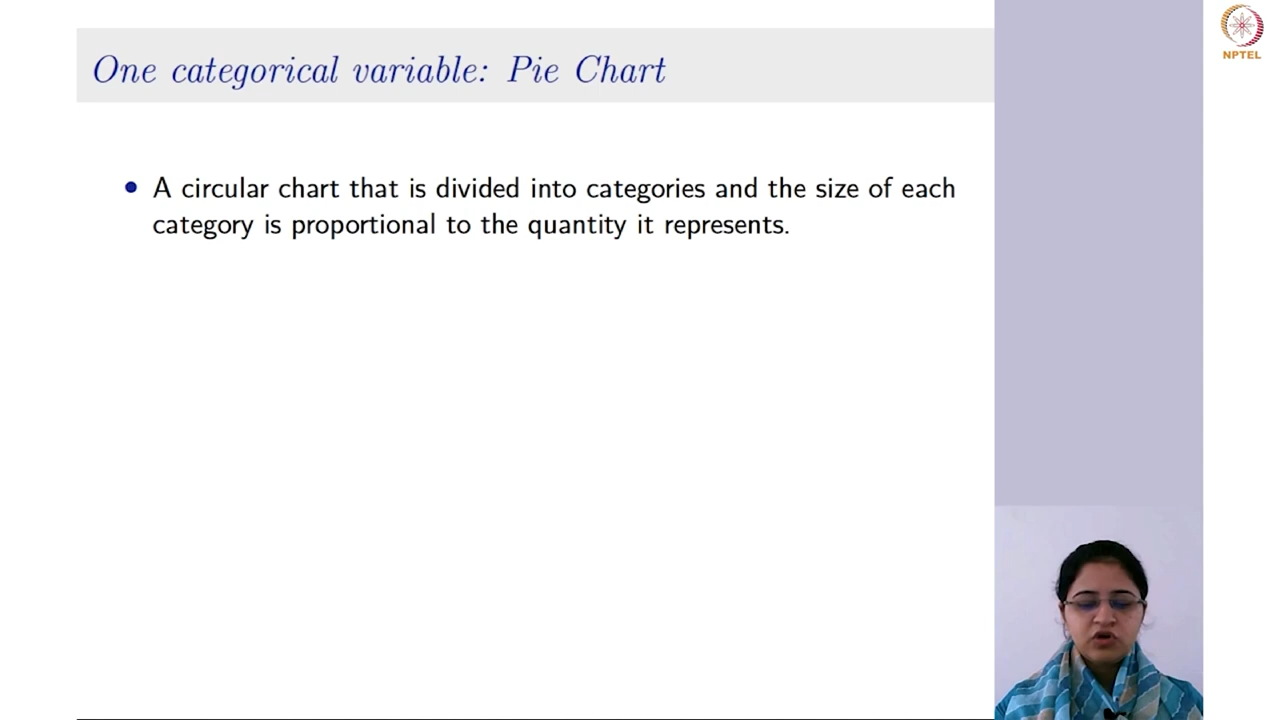 One categorical variable: Pie Chart
NPTEL
• A circular chart that is divided into categories and the size of each
category is proportional to the quantity it represents.